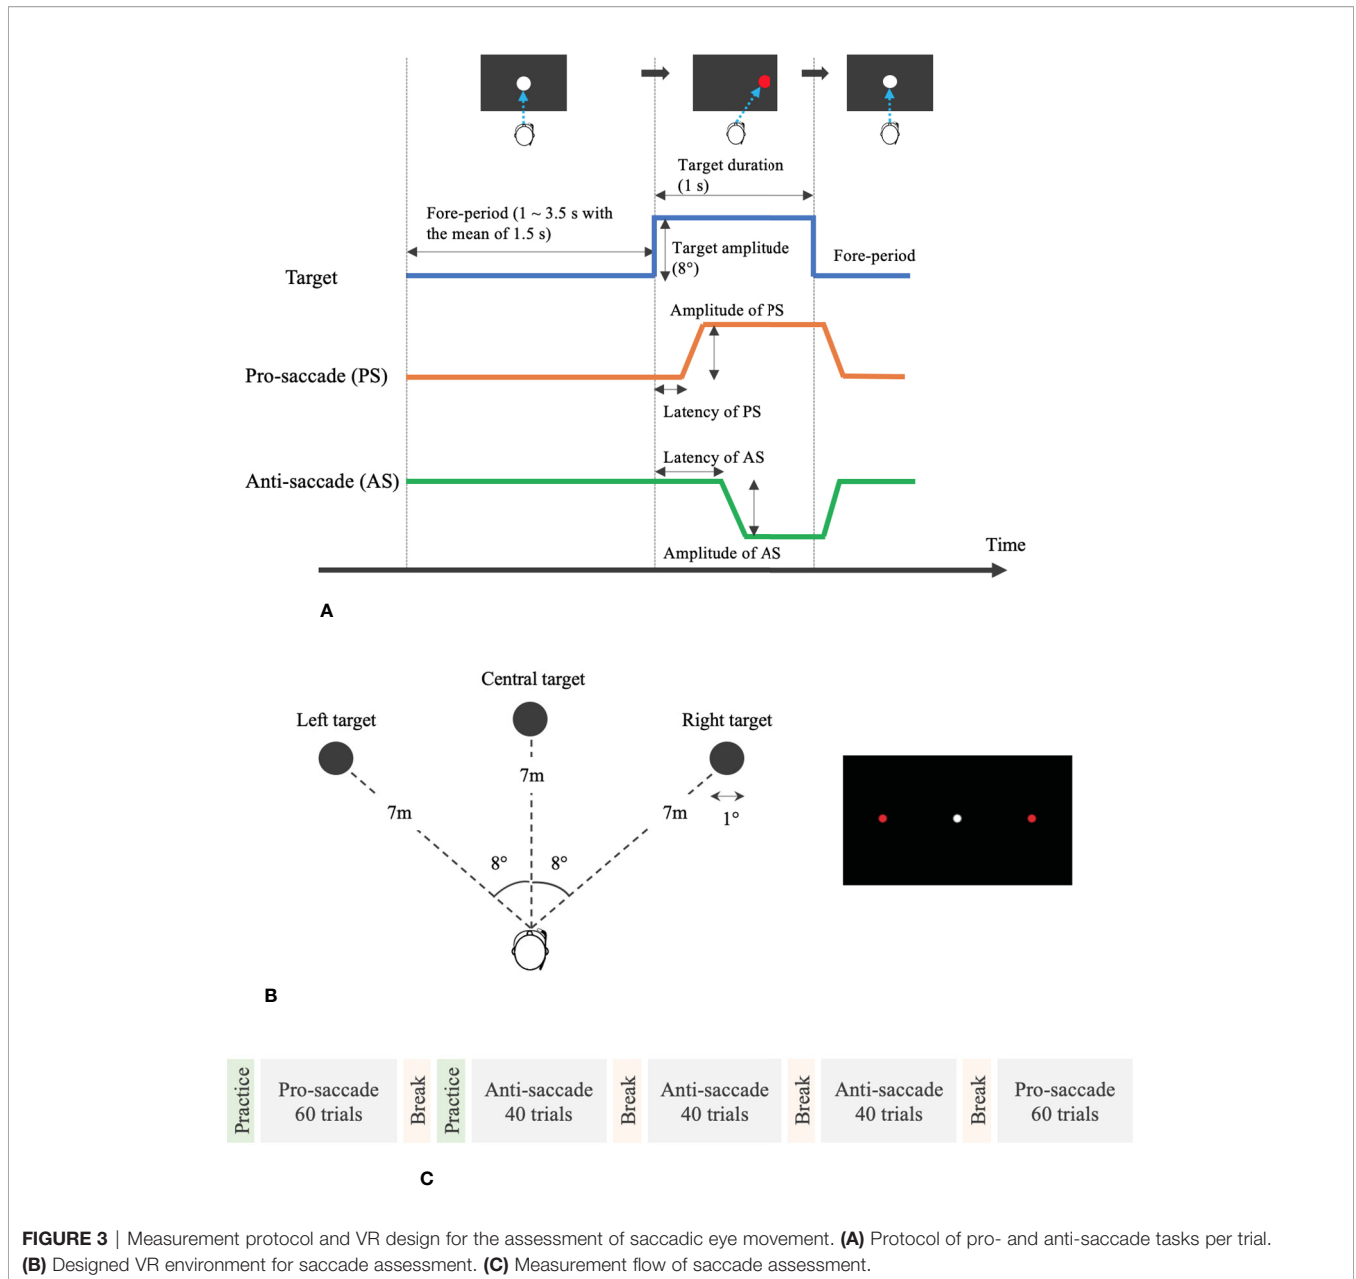 Target duration
(1 s)
Fore-period (1 ~ 3.5 s with
the mean of 1.5 s)
Target amplitude
(8°)
Fore-period
Target
Amplitude of PS
Pro-saccade (PS)
Latency of PS
Latency of AS
Anti-saccade (AS)
Amplitude of AS
Time
A
Central target
Left target
Right target
7m
7m
7m
1°
8°
8°
B
Practice
Pro-saccade
60 trials
Break
Practice
Anti-saccade
40 trials
Break
Anti-saccade
40 trials
Break
Anti-saccade
40 trials
Break
Pro-saccade
60 trials
C
FIGURE 3 | Measurement protocol and VR design for the assessment of saccadic eye movement. (A) Protocol of pro- and anti-saccade tasks per trial.
(B) Designed VR environment for saccade assessment. (C) Measurement flow of saccade assessment.